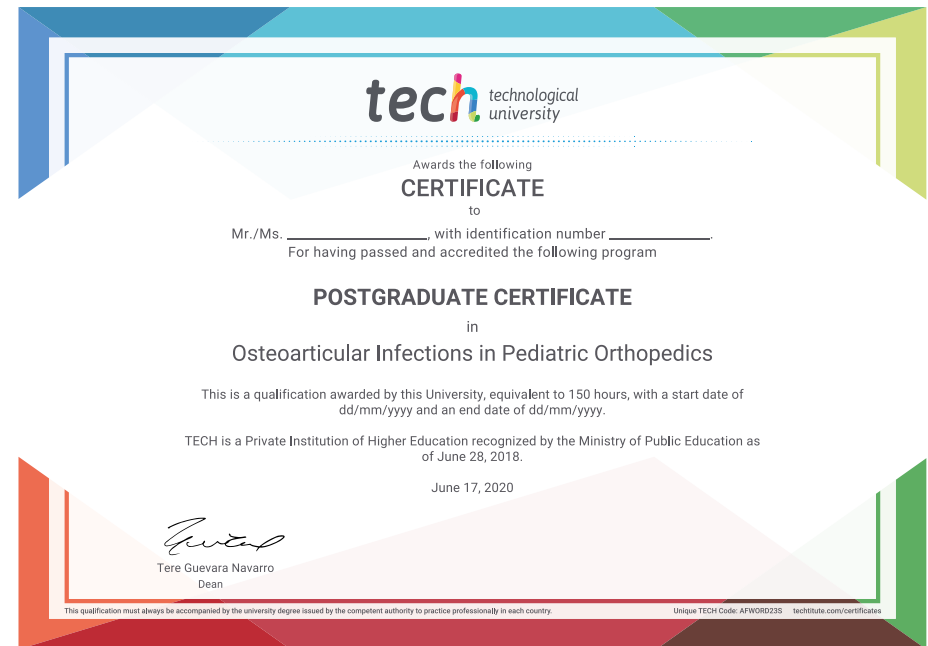 tech technological
university
Awards the following
CERTIFICATE
to
Mr./Ms. ____________________, with identification number ______________.
For having passed and accredited the following program
POSTGRADUATE CERTIFICATE
in
Osteoarticular Infections in Pediatric Orthopedics
This is a qualification awarded by this University, equivalent to 150 hours, with a start date of
dd/mm/yyyy and an end date of dd/mm/yyyy.
TECH is a Private Institution of Higher Education recognized by the Ministry of Public Education as
of June 28, 2018.
June 17, 2020
Tere Guevara Navarro
Dean
This qualification must always be accompanied by the university degree issued by the competent authority to practice professionally in each country.
Unique TECH Code: AFWORD23S techtitute.com/certificates